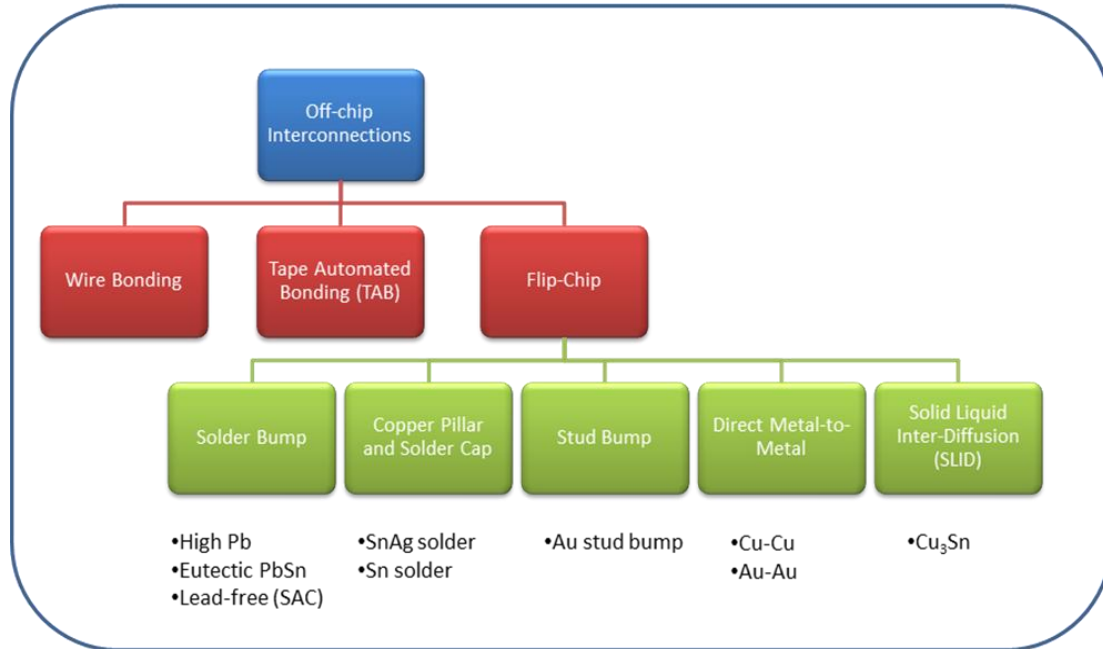 Off-chip
Interconnections
Wire Bonding
Tape Automated
Bonding (TAB)
Flip-Chip
Solder Bump
Copper Pillar
and Solder Cap
Stud Bump
Direct Metal-to-
Metal
Solid Liquid
Inter-Diffusion
(SLID)
•High Pb
•Eutectic PbSn
•Lead-free (SAC)
•SnAg solder
•Sn solder
•Au stud bump
•Cu-Cu
•Au-Au
•Cu₃Sn